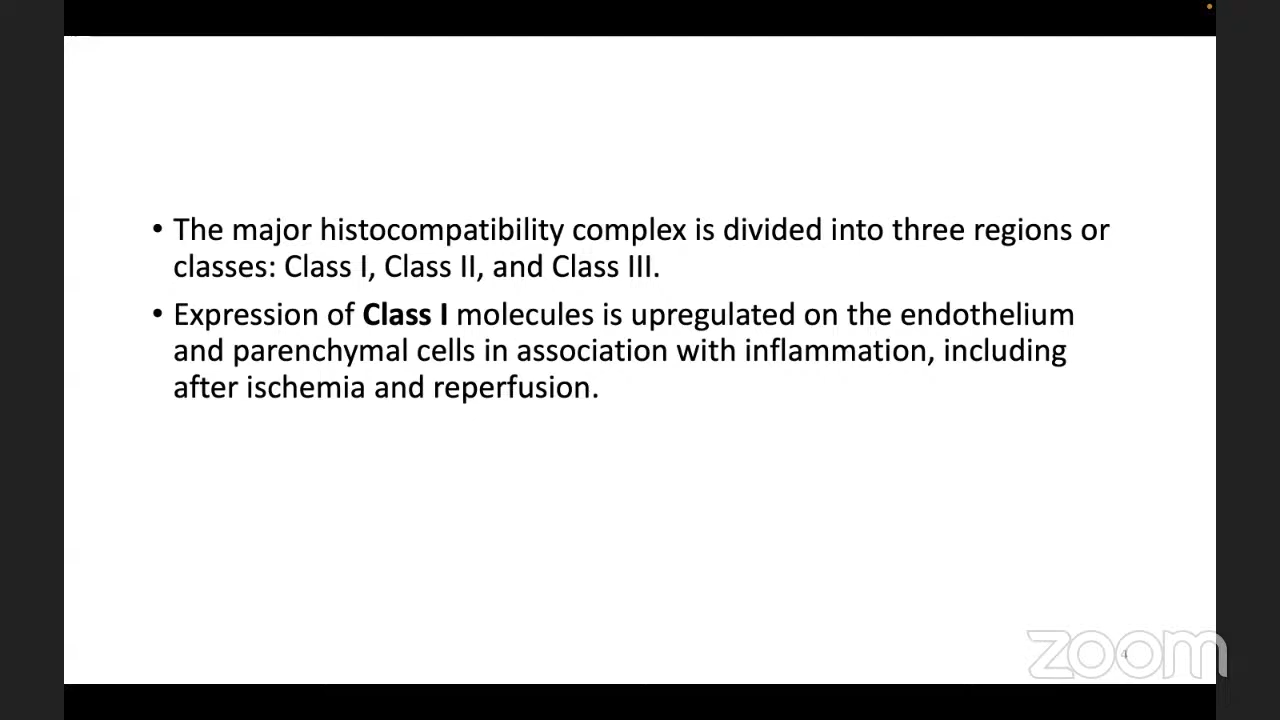 • The major histocompatibility complex is divided into three regions or
classes: Class I, Class II, and Class III.
• Expression of Class I molecules is upregulated on the endothelium
and parenchymal cells in association with inflammation, including
after ischemia and reperfusion.
4
zoom